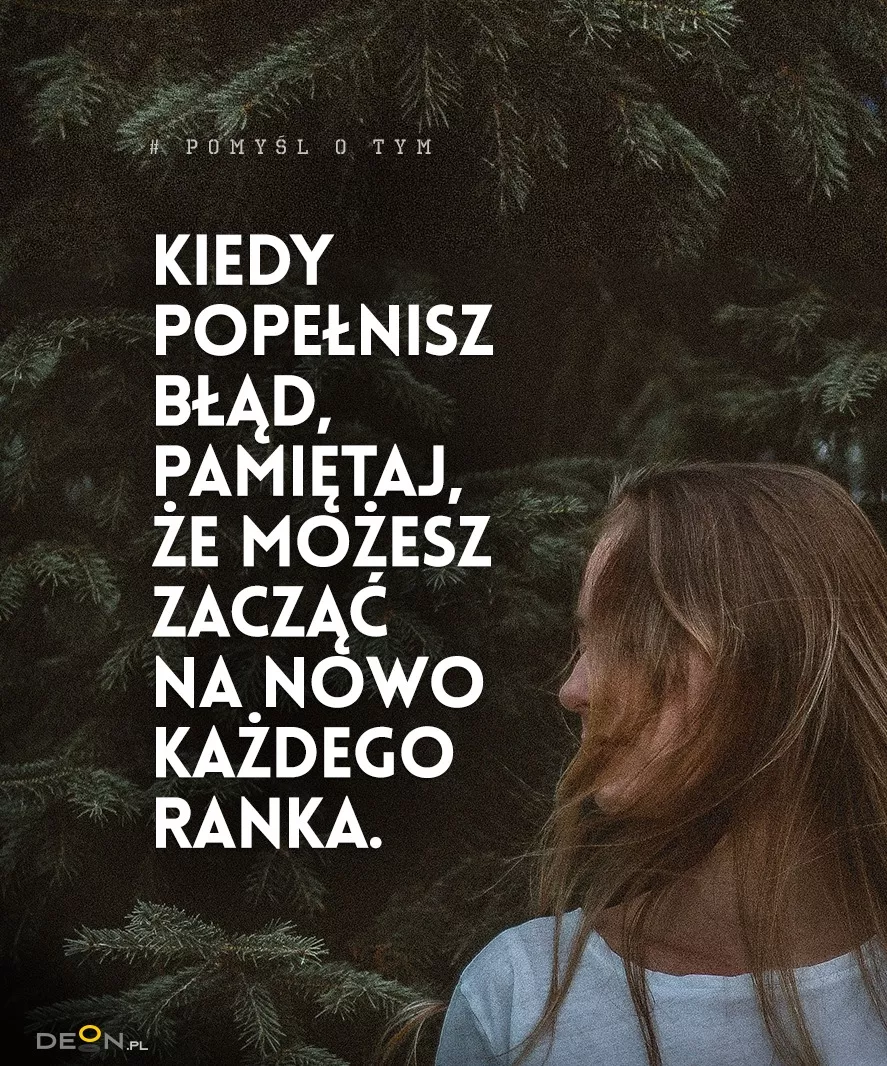 # POMYŚL O TYM
KIEDY
POPEŁNISZ
BŁĄD,
PAMIĘTAJ,
ŻE MOŻESZ
ZACZĄĆ
NA NOWO
KAŻDEGO
RANKA.
DEON.PL